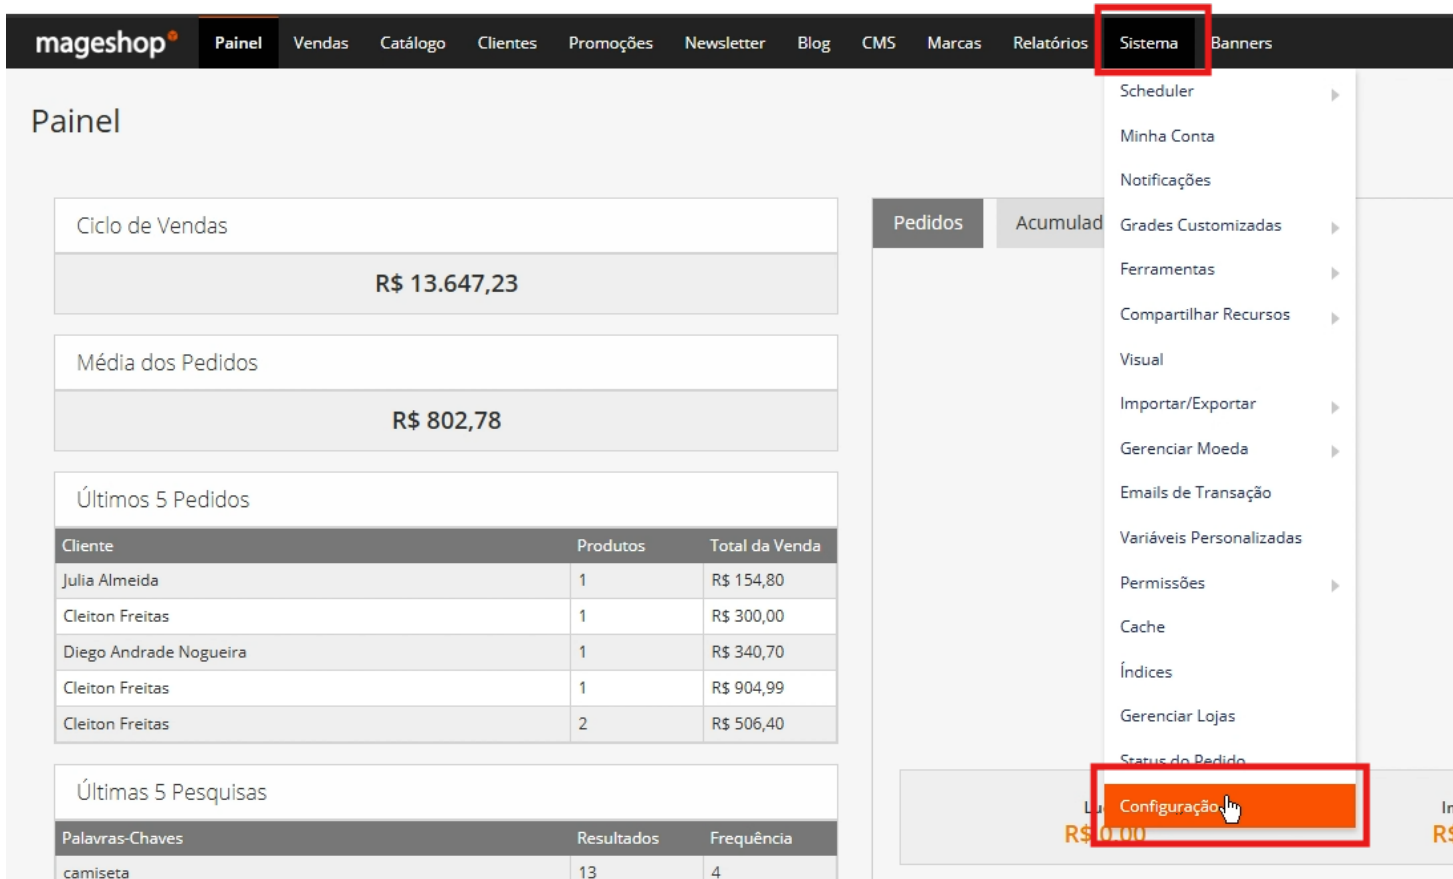 mageshop Painel Vendas Catálogo Clientes Promoções Newsletter Blog CMS Marcas Relatórios Sistema Banners
Painel
Ciclo de Vendas
R$ 13.647,23
Média dos Pedidos
R$ 802,78
Últimos 5 Pedidos
Cliente Produtos Total da Venda
Julia Almeida 1 R$ 154,80
Cleiton Freitas 1 R$ 300,00
Diego Andrade Nogueira 1 R$ 340,70
Cleiton Freitas 1 R$ 904,99
Cleiton Freitas 2 R$ 506,40
Últimas 5 Pesquisas
Palavras-Chaves Resultados Frequência
camiseta 13 4
Pedidos Acumulad
Scheduler
Minha Conta
Notificações
Grades Customizadas
Ferramentas
Compartilhar Recursos
Visual
Importar/Exportar
Gerenciar Moeda
Emails de Transação
Variáveis Personalizadas
Permissões
Cache
Índices
Gerenciar Lojas
Status do Pedido
Configuração
R$ 0,00